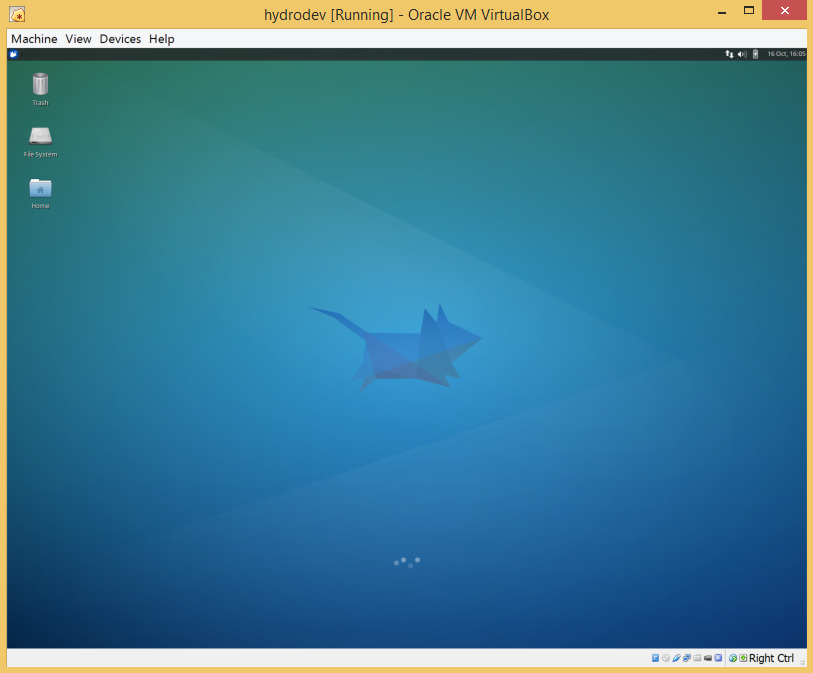 hydrodev [Running] - Oracle VM VirtualBox
Machine View Devices Help
16 Oct, 16:05
Trash
File System
Home
Right Ctrl